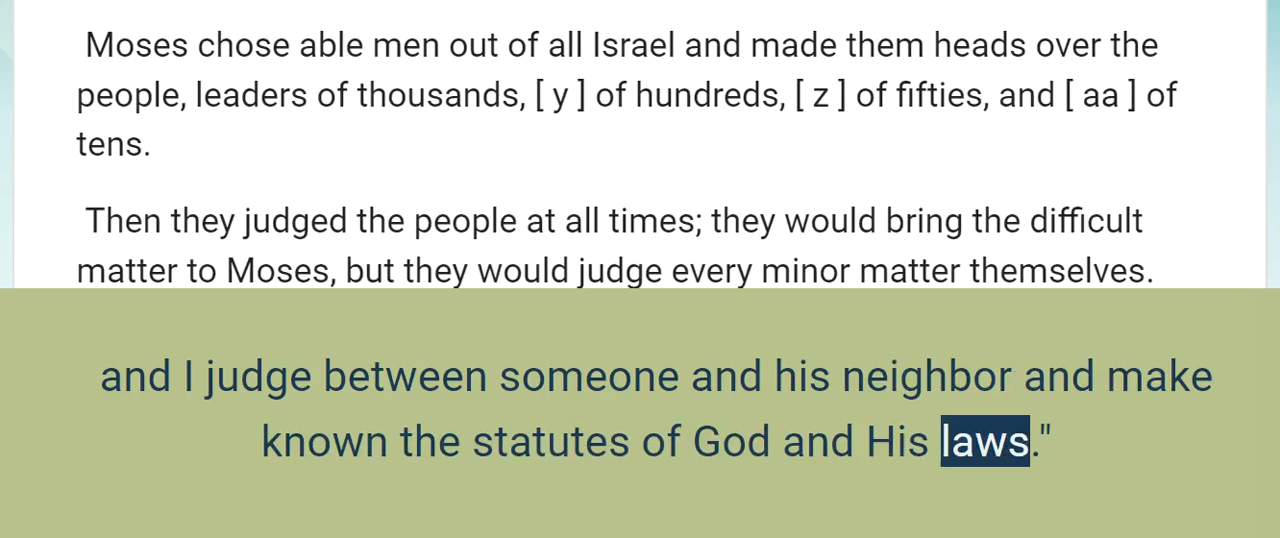 Moses chose able men out of all Israel and made them heads over the
people, leaders of thousands, [ y ] of hundreds, [ z ] of fifties, and [ aa ] of
tens.
Then they judged the people at all times; they would bring the difficult
matter to Moses, but they would judge every minor matter themselves.
and I judge between someone and his neighbor and make
known the statutes of God and His laws."